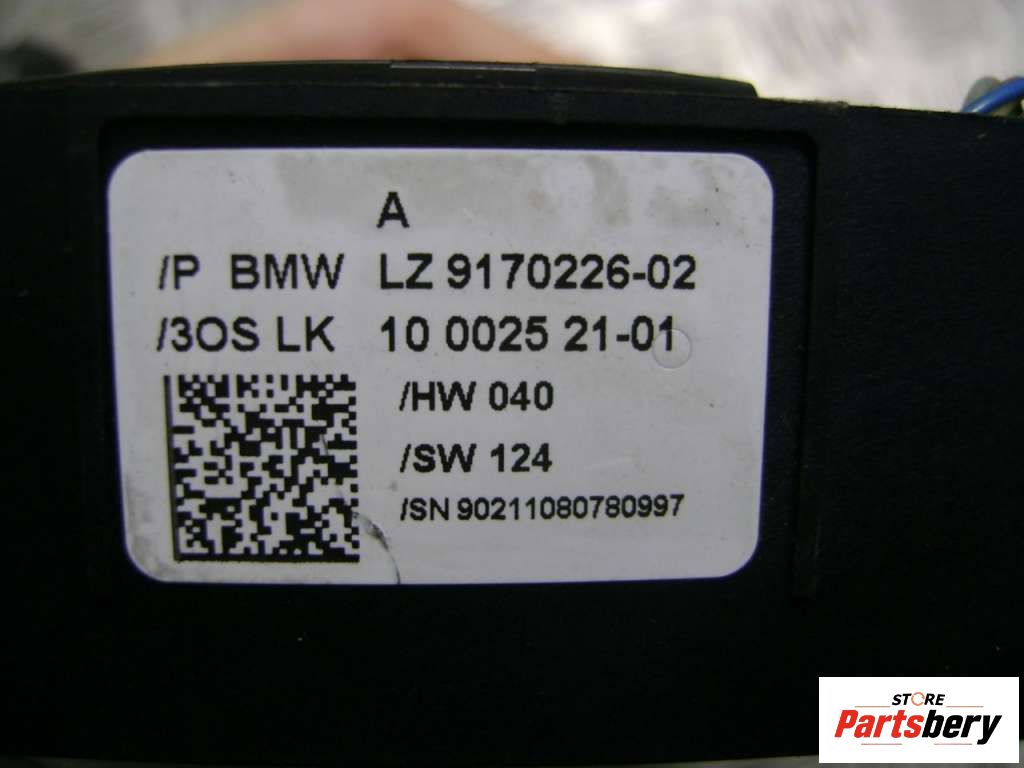 A
/P BMW LZ 9170226-02
/3OS LK 10 0025 21-01
/HW 040
/SW 124
/SN 90211080780997
STORE
Partsbery